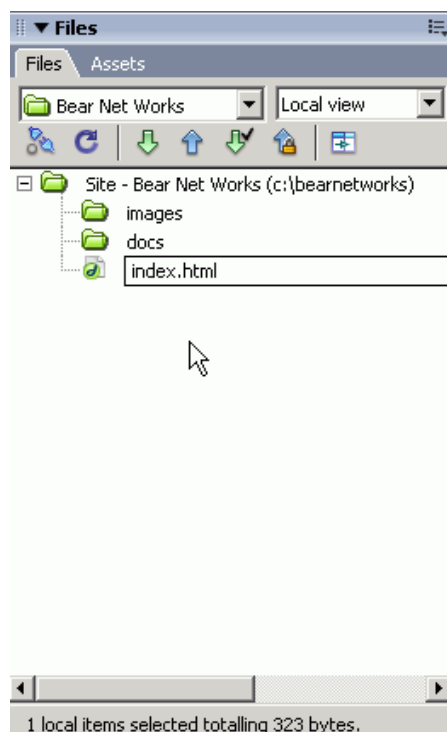 Files
Files Assets
Bear Net Works Local view
Site - Bear Net Works (c:\bearnetworks)
images
docs
index.html
1 local items selected totalling 323 bytes.